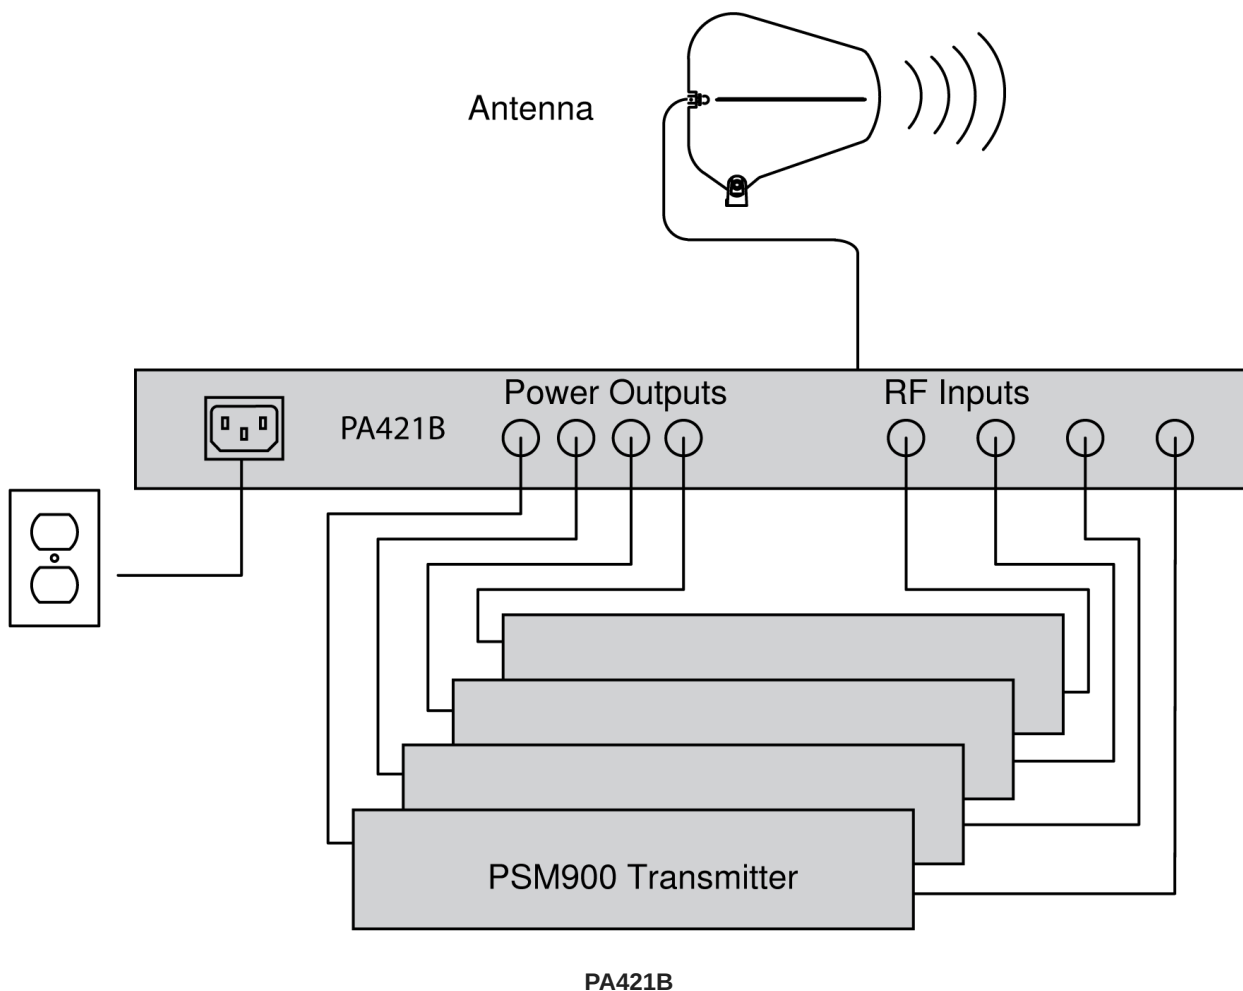 Antenna
Power Outputs
RF Inputs
PA421B
PSM900 Transmitter
PA421B